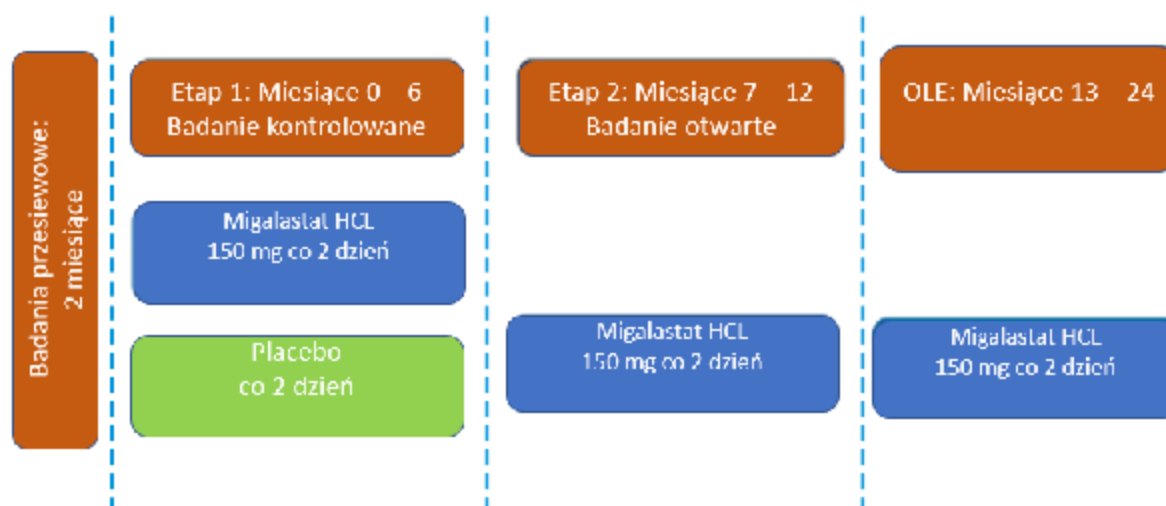 Badania przesiewowe:
2 miesiące
Etap 1: Miesiące 0 6
Badanie kontrolowane
Migalastat HCL
150 mg co 2 dzień
Placebo
co 2 dzień
Etap 2: Miesiące 7 12
Badanie otwarte
Migalastat HCL
150 mg co 2 dzień
OLE: Miesiące 13 24
Migalastat HCL
150 mg co 2 dzień